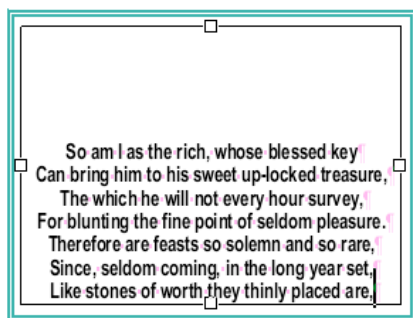 So am I as the rich, whose blessed key
Can bring him to his sweet up-locked treasure,
The which he will not every hour survey,
For blunting the fine point of seldom pleasure.
Therefore are feasts so solemn and so rare,
Since, seldom coming, in the long year set,
Like stones of worth they thinly placed are,